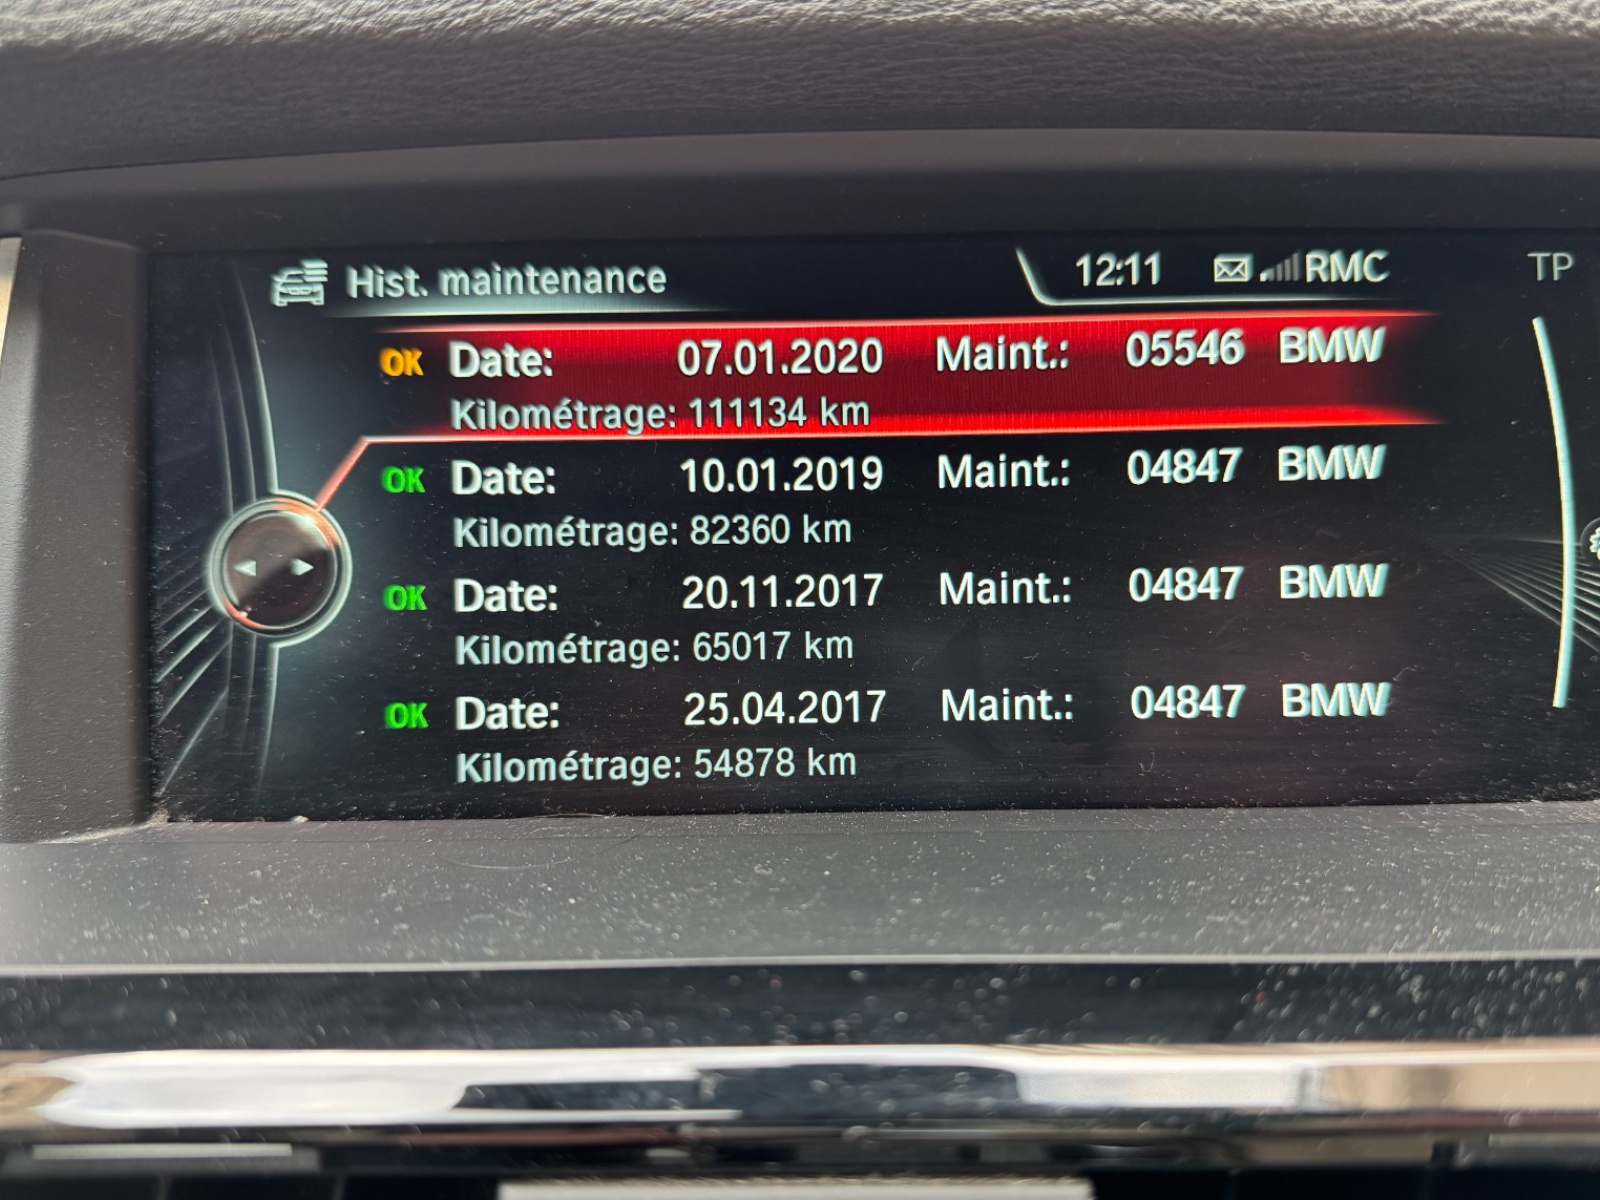 Hist. maintenance 12:11 RMC TP
OK Date: 07.01.2020 Maint.: 05546 BMW
Kilométrage: 111134 km
OK Date: 10.01.2019 Maint.: 04847 BMW
Kilométrage: 82360 km
OK Date: 20.11.2017 Maint.: 04847 BMW
Kilométrage: 65017 km
OK Date: 25.04.2017 Maint.: 04847 BMW
Kilométrage: 54878 km